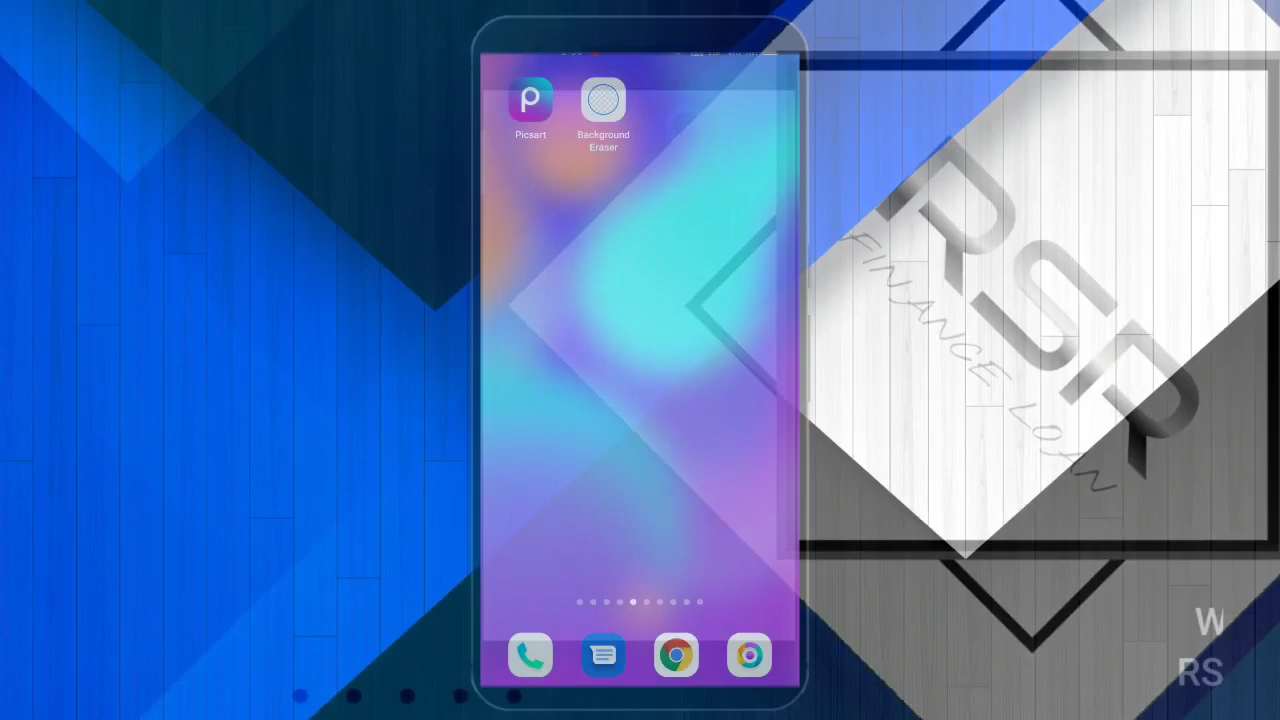 Picsart
Background
Eraser
RSR
FINANCE LOAN
W
RS